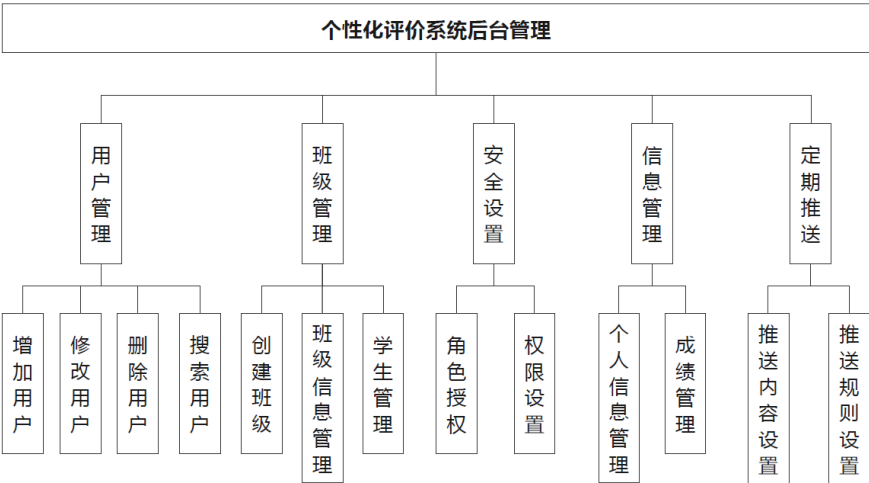 个性化评价系统后台管理
用户管理
班级管理
安全设置
信息管理
定期推送
增加用户
修改用户
删除用户
搜索用户
创建班级
班级信息管理
学生管理
角色授权
权限设置
个人信息管理
成绩管理
推送内容设置
推送规则设置